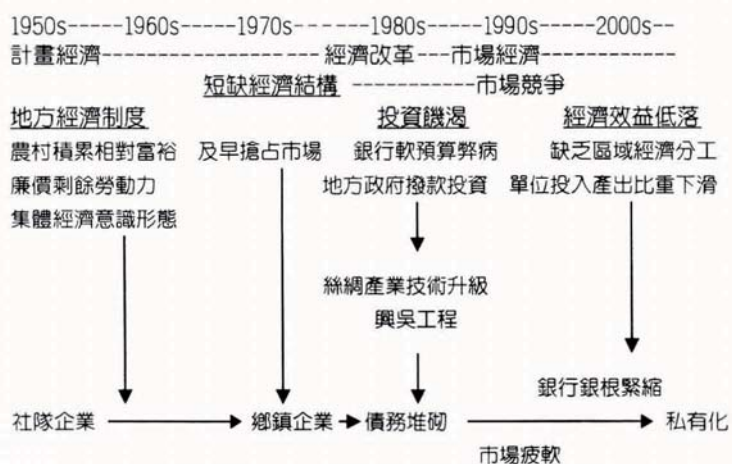 1950s-----1960s-----1970s-------1980s-----1990s-----2000s--
計畫經濟--------------------經濟改革---市場經濟--------------
短缺經濟結構 -----------市場競爭
地方經濟制度 投資饑渴 經濟效益低落
農村積累相對富裕 及早搶占市場 銀行軟預算弊病 缺乏區域經濟分工
廉價剩餘勞動力 地方政府撥款投資 單位投入產出比重下滑
集體經濟意識形態
絲綢產業技術升級
興吳工程
銀行銀根緊縮
社隊企業 鄉鎮企業 債務堆砌 私有化
市場疲軟